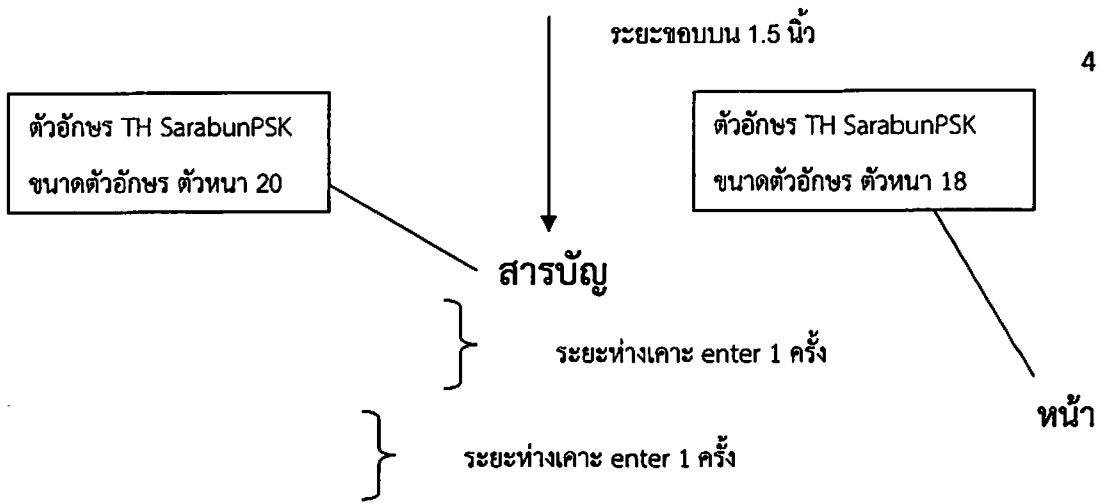 ระยะขอบบน 1.5 นิ้ว
4
ตัวอักษร TH SarabunPSK
ขนาดตัวอักษร ตัวหนา 20
ตัวอักษร TH SarabunPSK
ขนาดตัวอักษร ตัวหนา 18
สารบัญ
ระยะห่างเคาะ enter 1 ครั้ง
หน้า
ระยะห่างเคาะ enter 1 ครั้ง